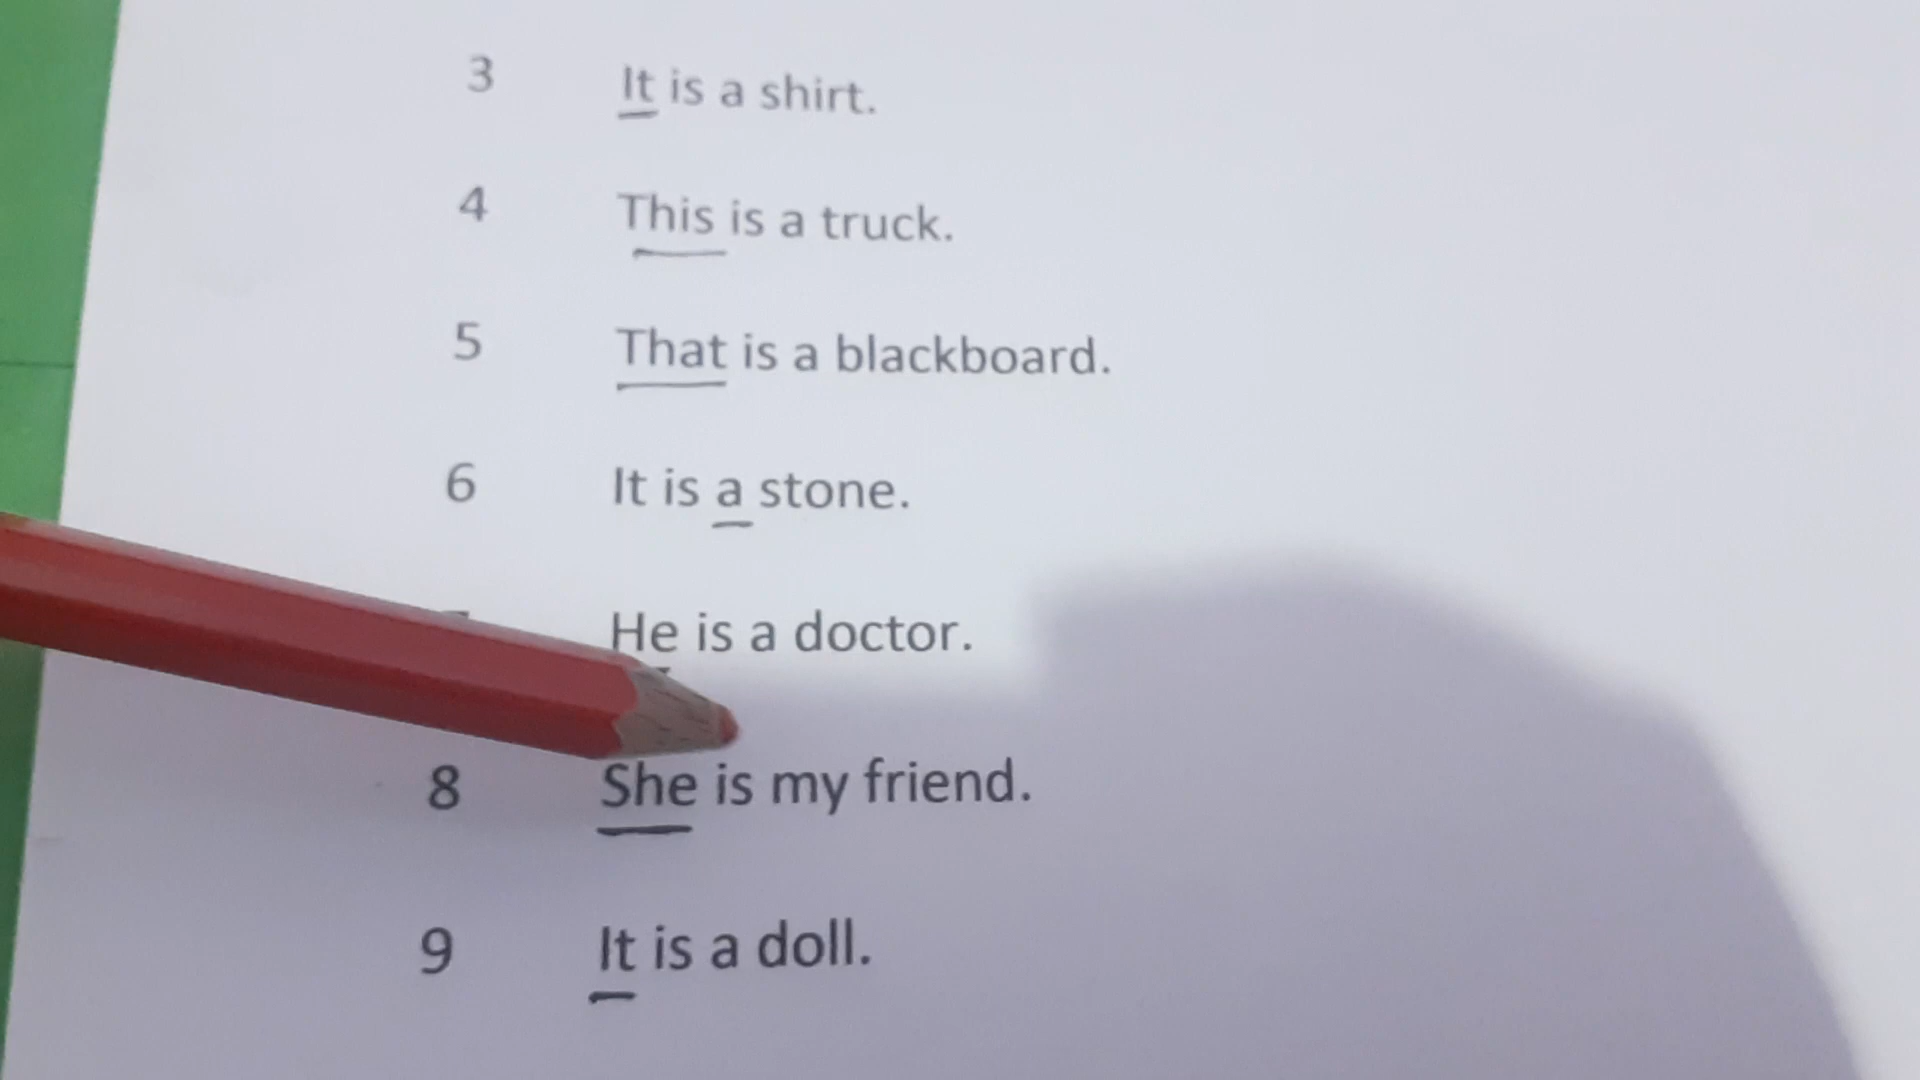 3 It is a shirt.
4 This is a truck.
5 That is a blackboard.
6 It is a stone.
He is a doctor.
8 She is my friend.
9 It is a doll.